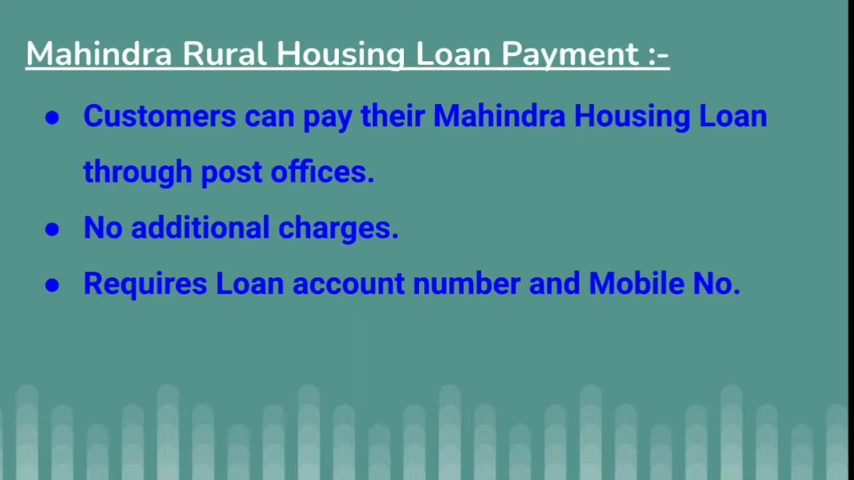 Mahindra Rural Housing Loan Payment :-
● Customers can pay their Mahindra Housing Loan
through post offices.
● No additional charges.
● Requires Loan account number and Mobile No.